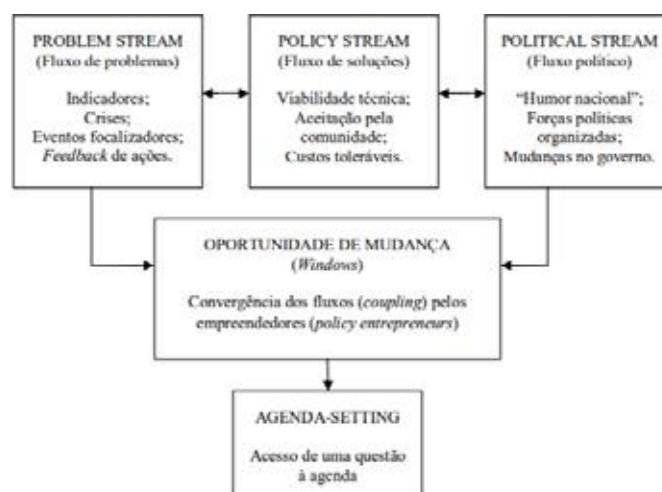 PROBLEM STREAM
(Fluxo de problemas)
Indicadores;
Crises;
Eventos focalizadores;
Feedback de ações.
POLICY STREAM
(Fluxo de soluções)
Viabilidade técnica;
Aceitação pela
comunidade;
Custos toleráveis.
POLITICAL STREAM
(Fluxo político)
“Humor nacional”;
Forças políticas
organizadas;
Mudanças no governo.
OPORTUNIDADE DE MUDANÇA
(Windows)
Convergência dos fluxos (coupling) pelos
empreendedores (policy entrepreneurs)
AGENDA-SETTING
Acesso de uma questão
à agenda